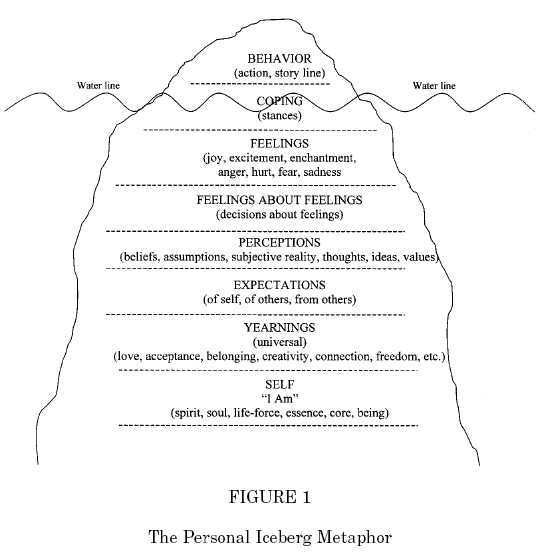 BEHAVIOR
(action, story line)
Water line
Water line
COPING
(stances)
FEELINGS
(joy, excitement, enchantment,
anger, hurt, fear, sadness
FEELINGS ABOUT FEELINGS
(decisions about feelings)
PERCEPTIONS
(beliefs, assumptions, subjective reality, thoughts, ideas, values)
EXPECTATIONS
(of self, of others, from others)
YEARNINGS
(universal)
(love, acceptance, belonging, creativity, connection, freedom, etc.)
SELF
“I Am”
(spirit, soul, life-force, essence, core, being)
FIGURE 1
The Personal Iceberg Metaphor